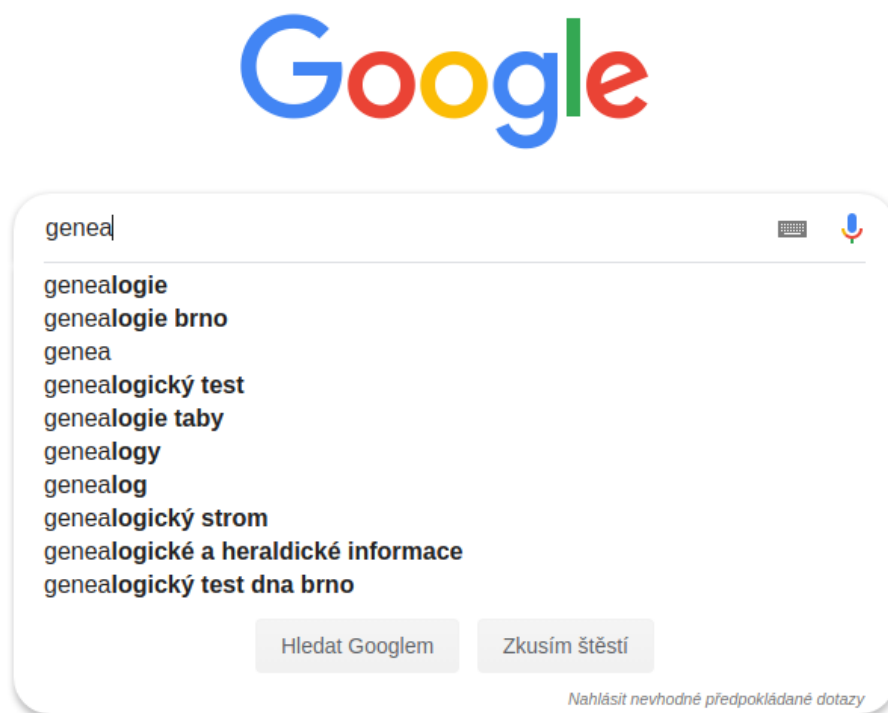 Google
genea
genealogie
genealogie brno
genea
genealogický test
genealogie taby
genealogy
genealog
genealogický strom
genealogické a heraldické informace
genealogický test dna brno
Hledat Googlem Zkusím štěstí
Nahlásit nevhodné předpokládané dotazy